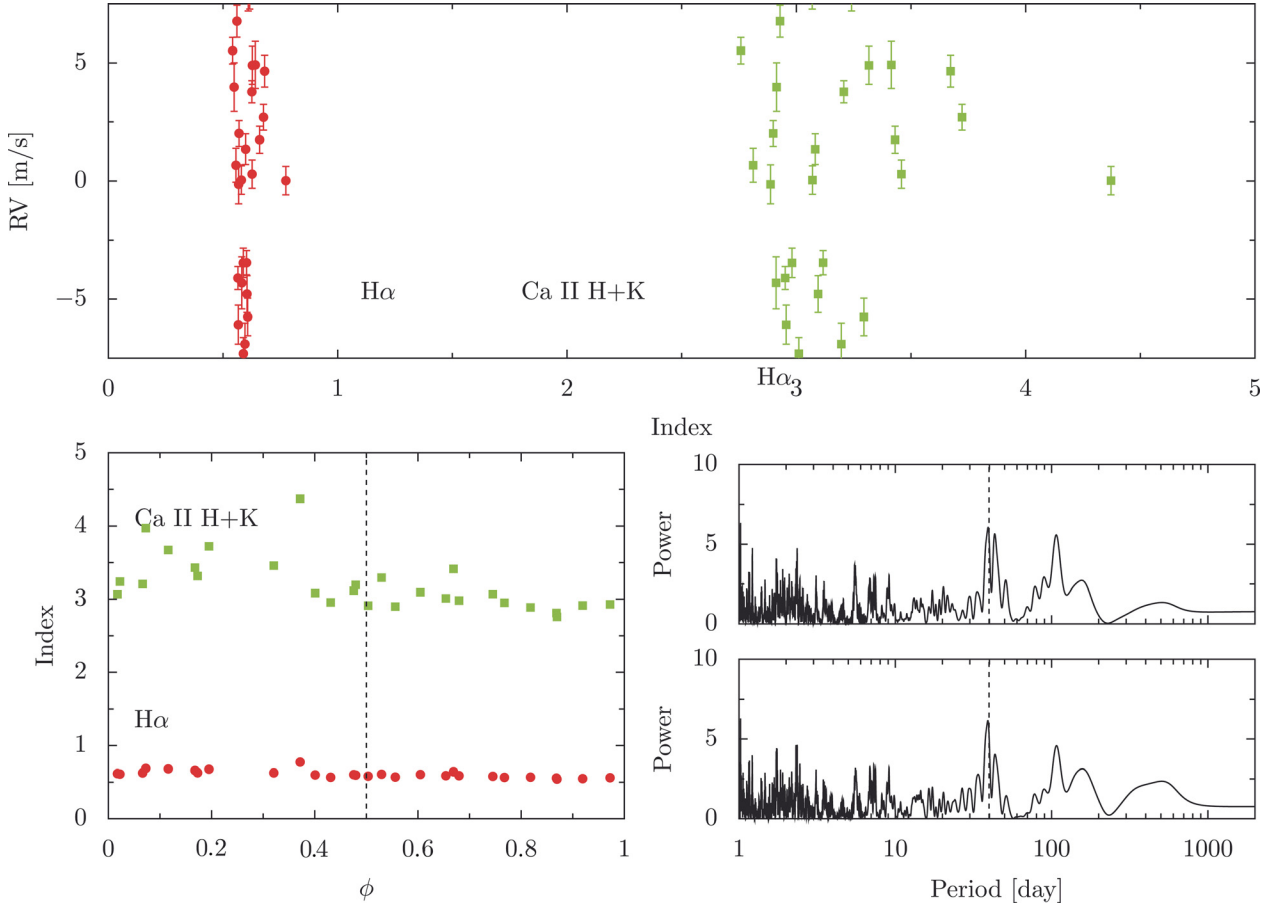 5
0
−5
RV [m/s]
Hα Ca II H+K
Hα
0 1 2 3 4 5
Index
5
4
3
2
1
0
Index
Ca II H+K
Hα
0 0.2 0.4 0.6 0.8 1
ϕ
10
5
0
Power
10
5
0
Power
1 10 100 1000
Period [day]